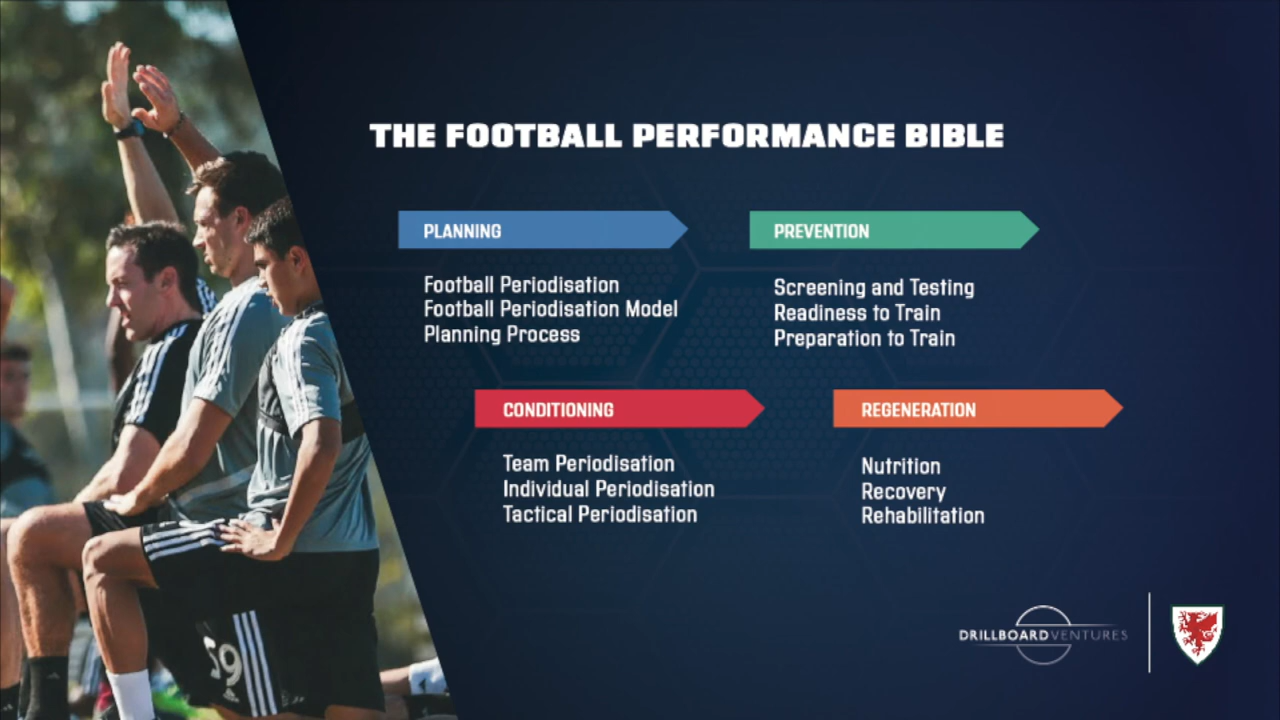 THE FOOTBALL PERFORMANCE BIBLE
PLANNING
Football Periodisation
Football Periodisation Model
Planning Process
PREVENTION
Screening and Testing
Readiness to Train
Preparation to Train
CONDITIONING
Team Periodisation
Individual Periodisation
Tactical Periodisation
REGENERATION
Nutrition
Recovery
Rehabilitation
59
DRILLBOARDVENTURES